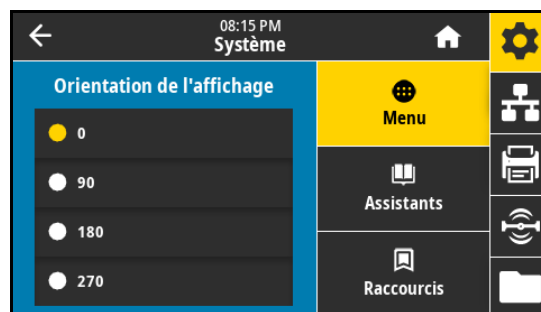 08:15 PM
Système
Orientation de l'affichage
0
90
180
270
Menu
Assistants
Raccourcis